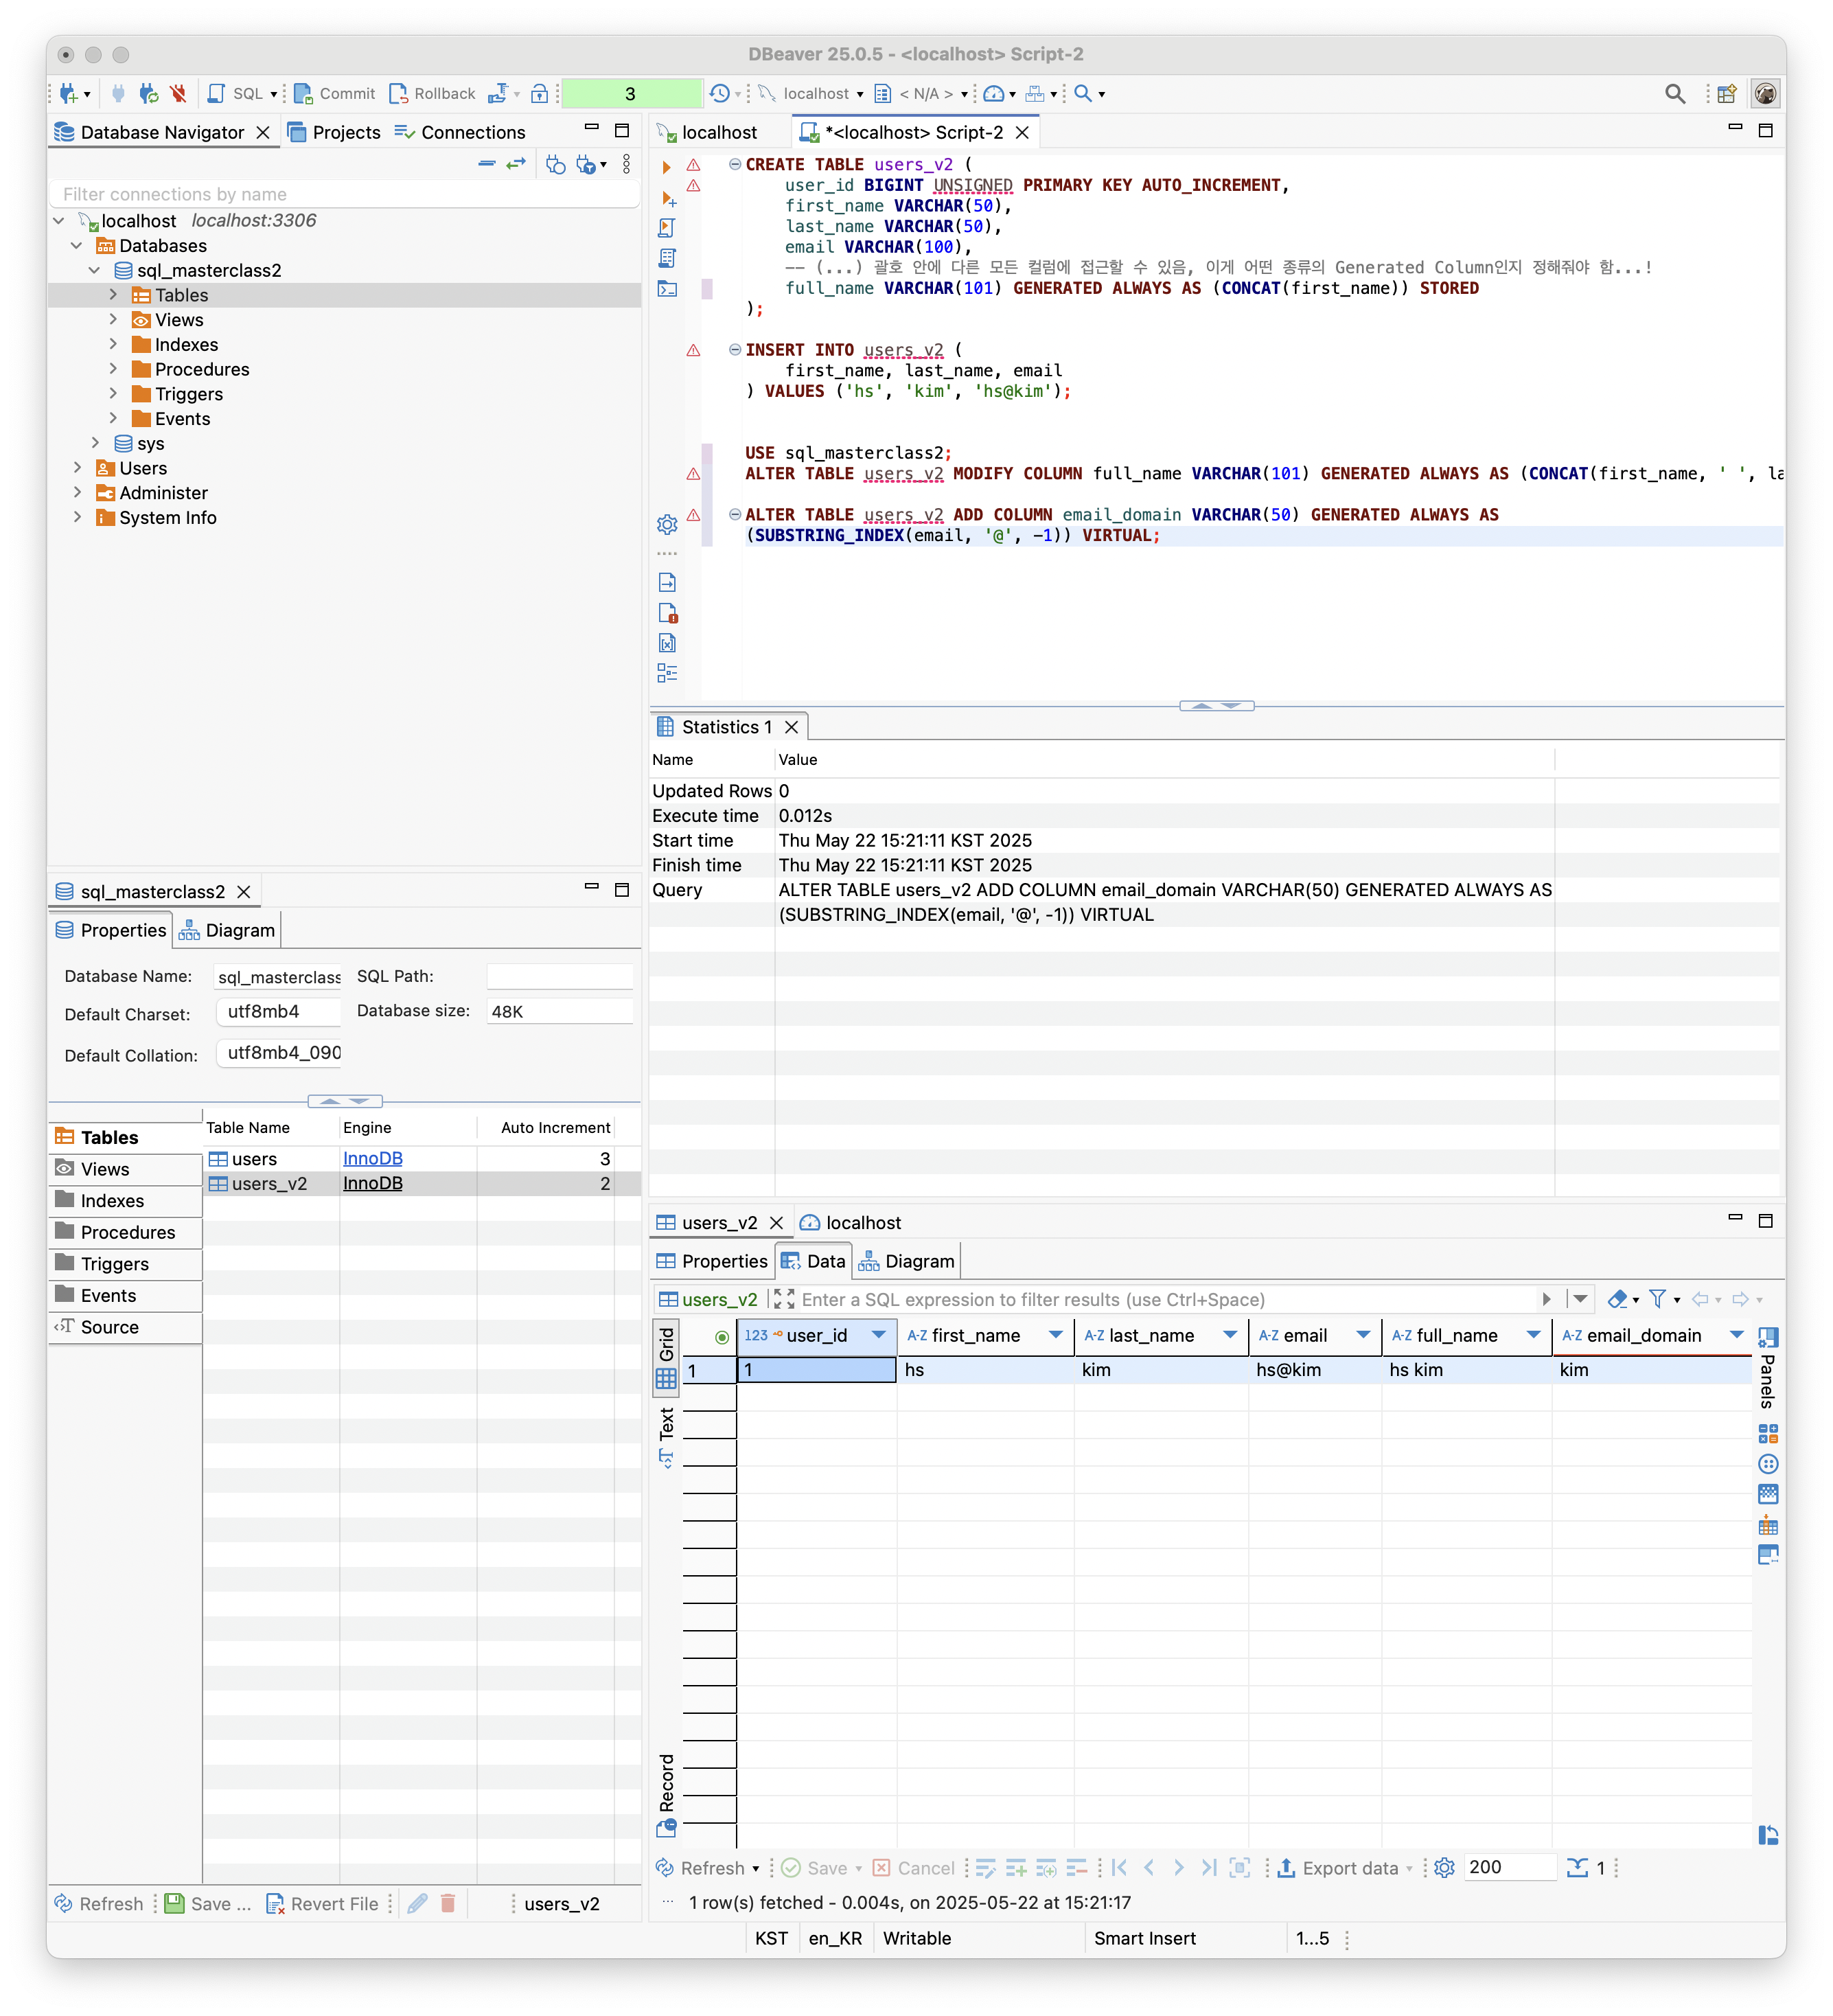 DBeaver 25.0.5 - <localhost> Script-2
SQL Commit Rollback 3 localhost < N/A >
Database Navigator Projects Connections
Filter connections by name
localhost localhost:3306
Databases
sql_masterclass2
Tables
Views
Indexes
Procedures
Triggers
Events
sys
Users
Administer
System Info
localhost *<localhost> Script-2
CREATE TABLE users_v2 (
user_id BIGINT UNSIGNED PRIMARY KEY AUTO_INCREMENT,
first_name VARCHAR(50),
last_name VARCHAR(50),
email VARCHAR(100),
-- (...) 괄호 안에 다른 모든 컬럼에 접근할 수 있음, 이게 어떤 종류의 Generated Column인지 정해줘야 함...!
full_name VARCHAR(101) GENERATED ALWAYS AS (CONCAT(first_name)) STORED
);
INSERT INTO users_v2 (
first_name, last_name, email
) VALUES ('hs', 'kim', 'hs@kim');
USE sql_masterclass2;
ALTER TABLE users_v2 MODIFY COLUMN full_name VARCHAR(101) GENERATED ALWAYS AS (CONCAT(first_name, ' ', la
ALTER TABLE users_v2 ADD COLUMN email_domain VARCHAR(50) GENERATED ALWAYS AS
(SUBSTRING_INDEX(email, '@', -1)) VIRTUAL;
Statistics 1
Name Value
Updated Rows 0
Execute time 0.012s
Start time Thu May 22 15:21:11 KST 2025
Finish time Thu May 22 15:21:11 KST 2025
Query ALTER TABLE users_v2 ADD COLUMN email_domain VARCHAR(50) GENERATED ALWAYS AS
(SUBSTRING_INDEX(email, '@', -1)) VIRTUAL
sql_masterclass2
Properties Diagram
Database Name: sql_masterclass SQL Path:
Default Charset: utf8mb4 Database size: 48K
Default Collation: utf8mb4_090
Tables
Views
Indexes
Procedures
Triggers
Events
Source
Table Name Engine Auto Increment
users InnoDB 3
users_v2 InnoDB 2
Refresh Save ... Revert File users_v2
users_v2 localhost
Properties Data Diagram
users_v2 Enter a SQL expression to filter results (use Ctrl+Space)
Grid
Text
Record
123 user_id A-Z first_name A-Z last_name A-Z email A-Z full_name A-Z email_domain
1 1 hs kim hs@kim hs kim kim
Panels
Refresh Save Cancel Export data 200 1
... 1 row(s) fetched - 0.004s, on 2025-05-22 at 15:21:17
KST en_KR Writable Smart Insert 1...5